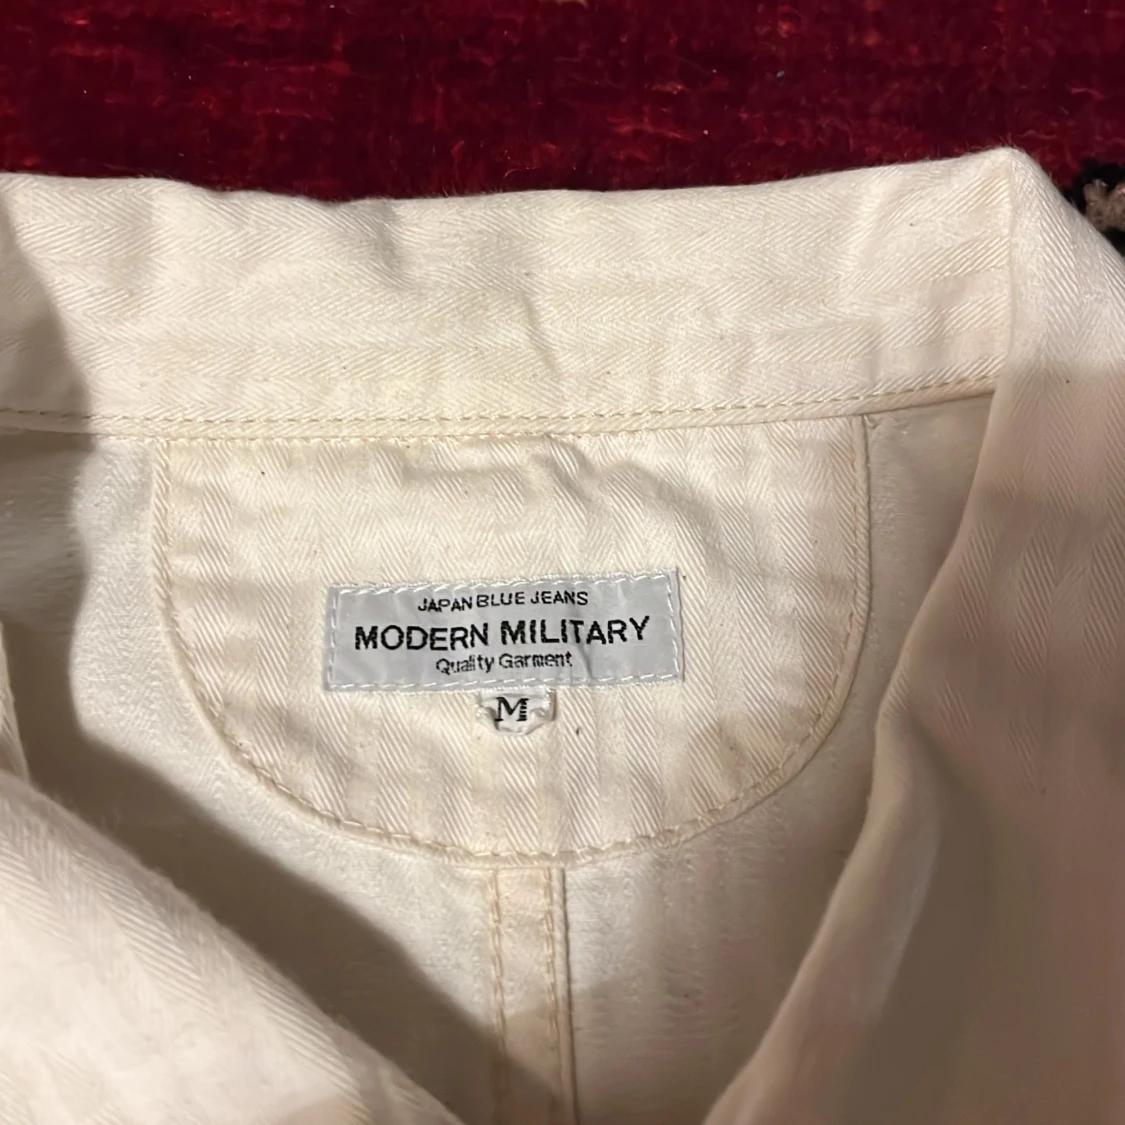 JAPAN BLUE JEANS
MODERN MILITARY
Quality Garment
M